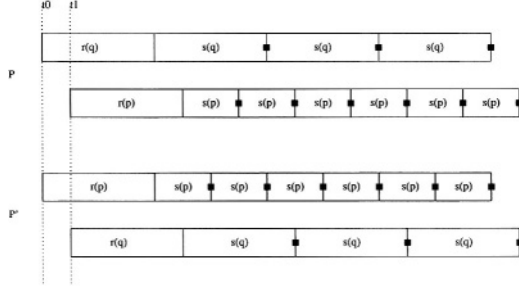 t0 t1
r(q) s(q) s(q) s(q)
P
r(p) s(p) s(p) s(p) s(p) s(p) s(p)
r(p) s(p) s(p) s(p) s(p) s(p) s(p)
P'
r(q) s(q) s(q) s(q)